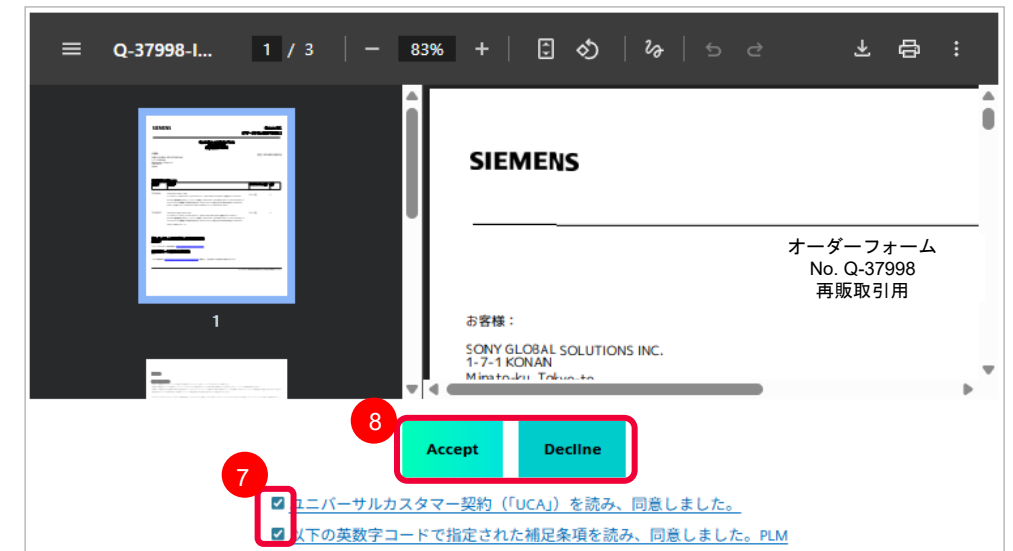 Q-37998-I...
1 / 3
83%
SIEMENS
オーダーフォーム
No. Q-37998
再販取引用
1
お客様：
SONY GLOBAL SOLUTIONS INC.
1-7-1 KONAN
Minato-ku, Tokyo-to
8
Accept
Decline
7
ユニバーサルカスタマー契約（「UCA」）を読み、同意しました。
以下の英数字コードで指定された補足条項を読み、同意しました。PLM